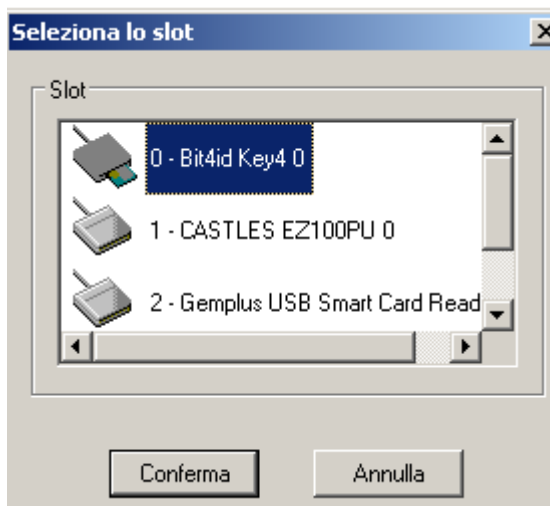 Seleziona lo slot
Slot
0 - Bit4id Key4 0
1 - CASTLES EZ100PU 0
2 - Gemplus USB Smart Card Read
Conferma
Annulla